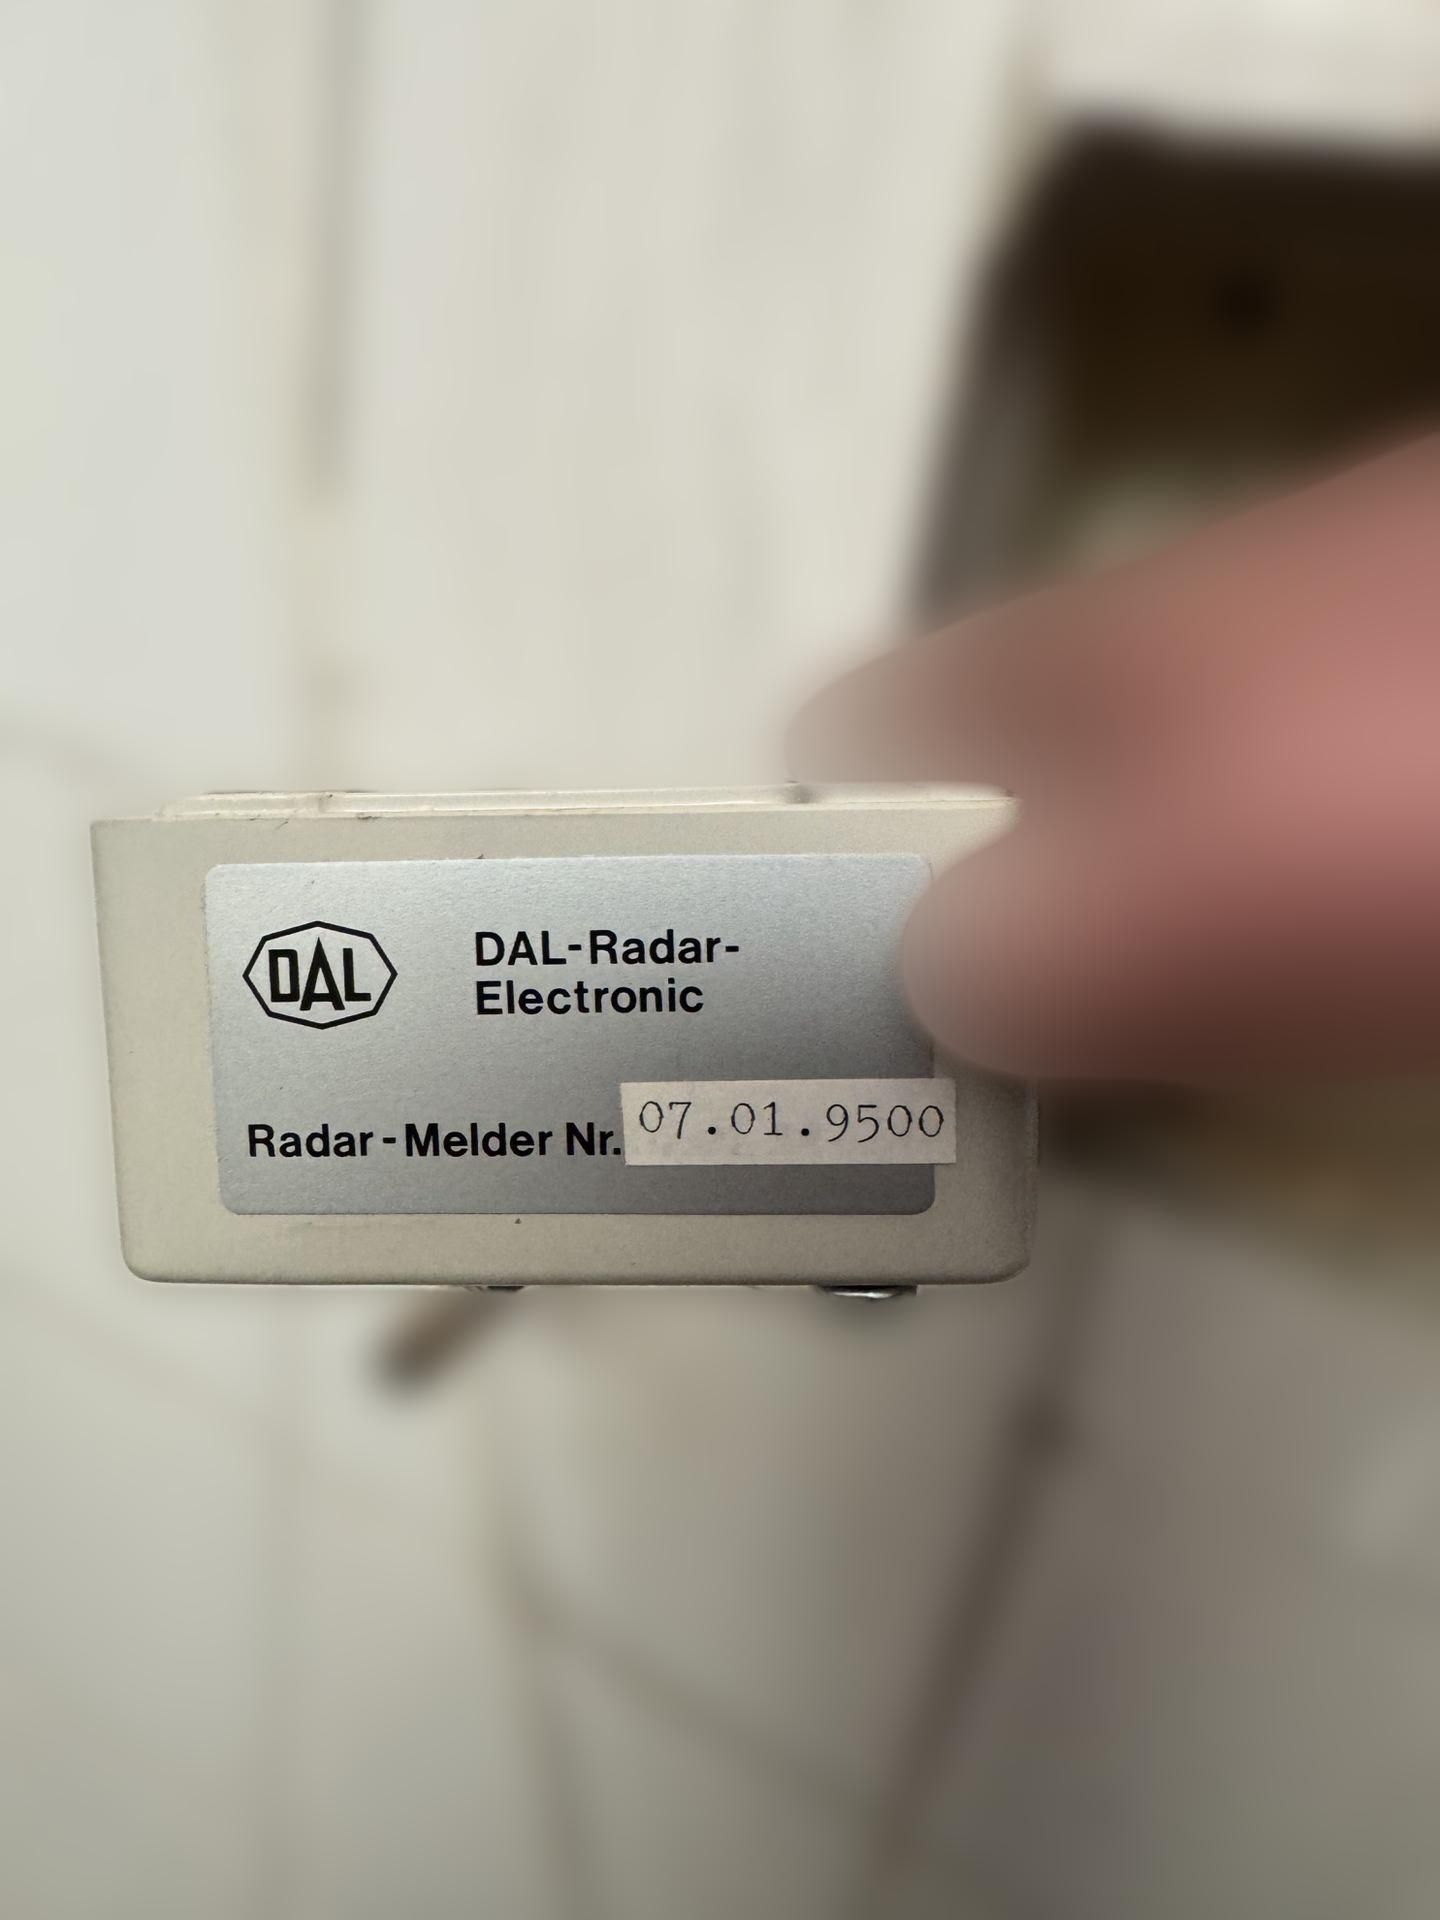 DAL
DAL-Radar-
Electronic
Radar-Melder Nr. 07.01.9500